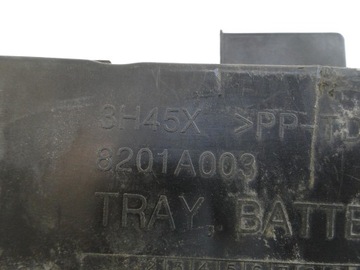 3H45X >PP-T
8201A003
TRAY, BATTE